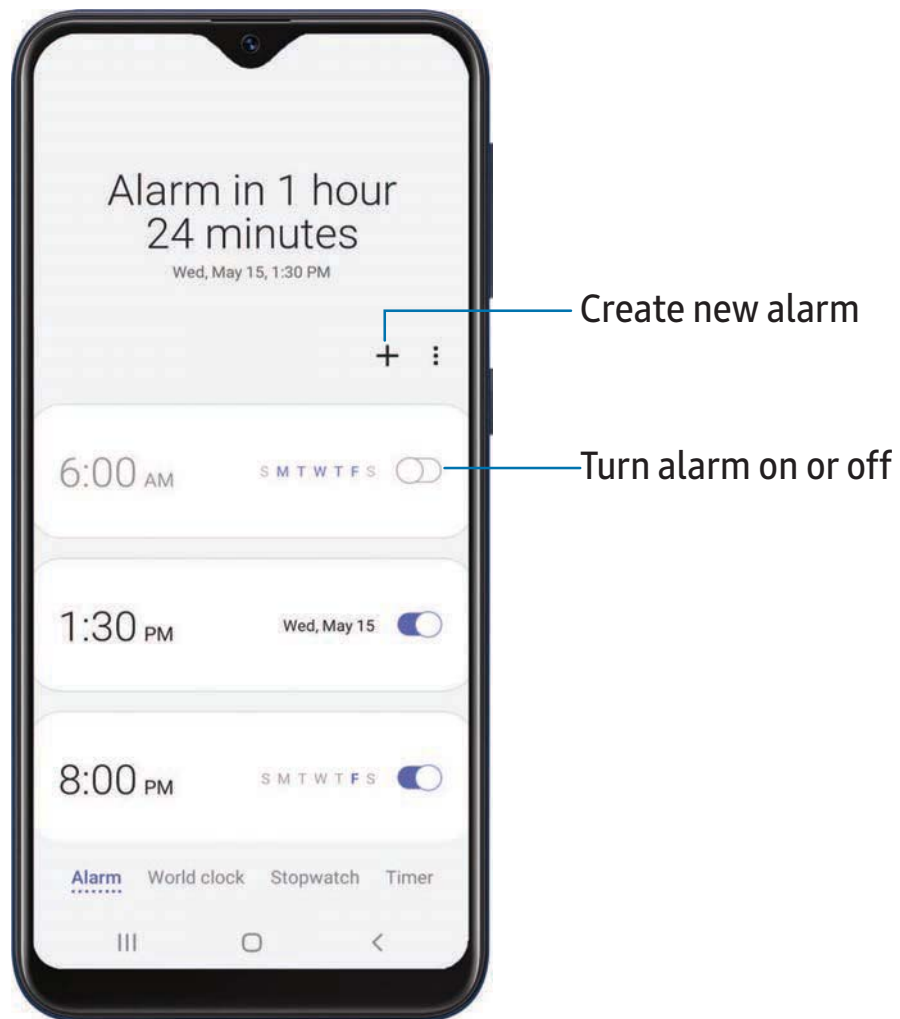 Alarm in 1 hour
24 minutes
Wed, May 15, 1:30 PM
Create new alarm
6:00 AM S M T W T F S
Turn alarm on or off
1:30 PM Wed, May 15
8:00 PM S M T W T F S
Alarm World clock Stopwatch Timer